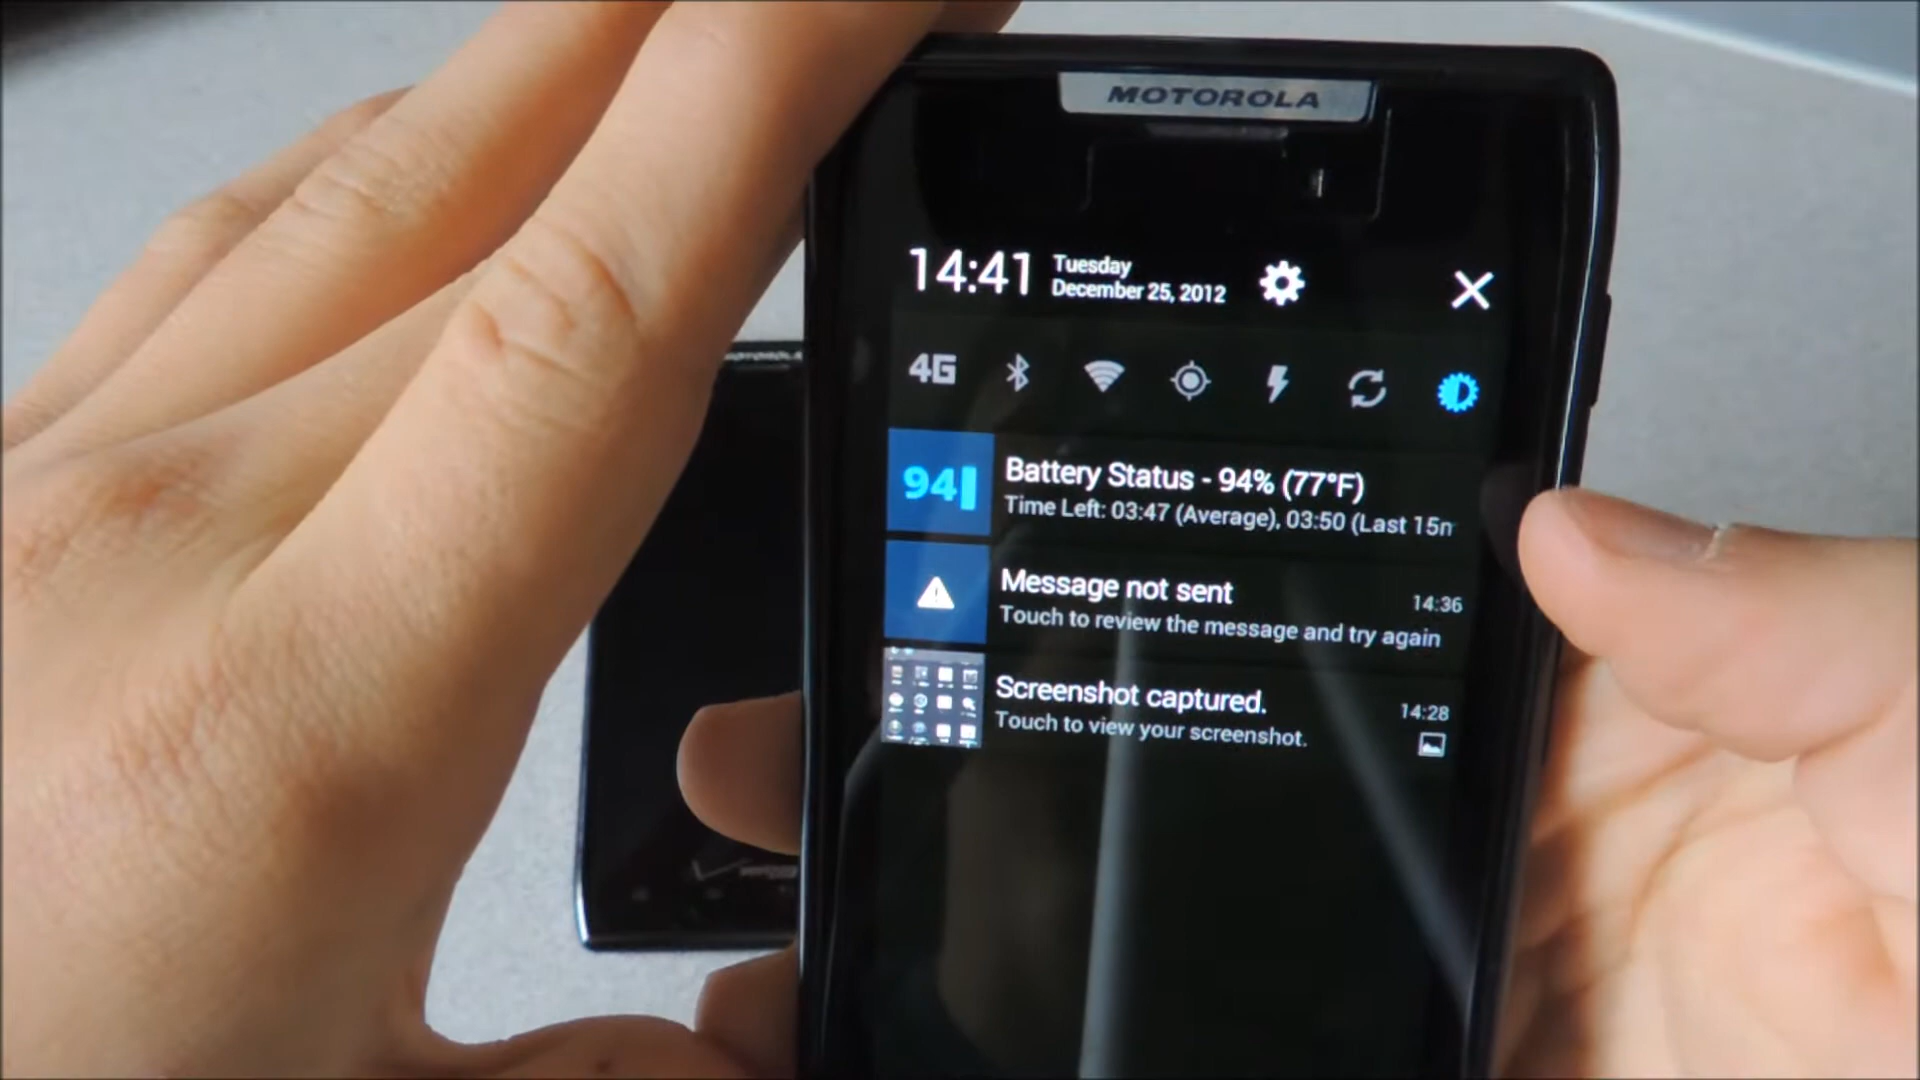 MOTOROLA
14:41
Tuesday
December 25, 2012
4G
94
Battery Status - 94% (77°F)
Time Left: 03:47 (Average), 03:50 (Last 15m
Message not sent
14:36
Touch to review the message and try again
Screenshot captured.
14:28
Touch to view your screenshot.
MOTOROLA